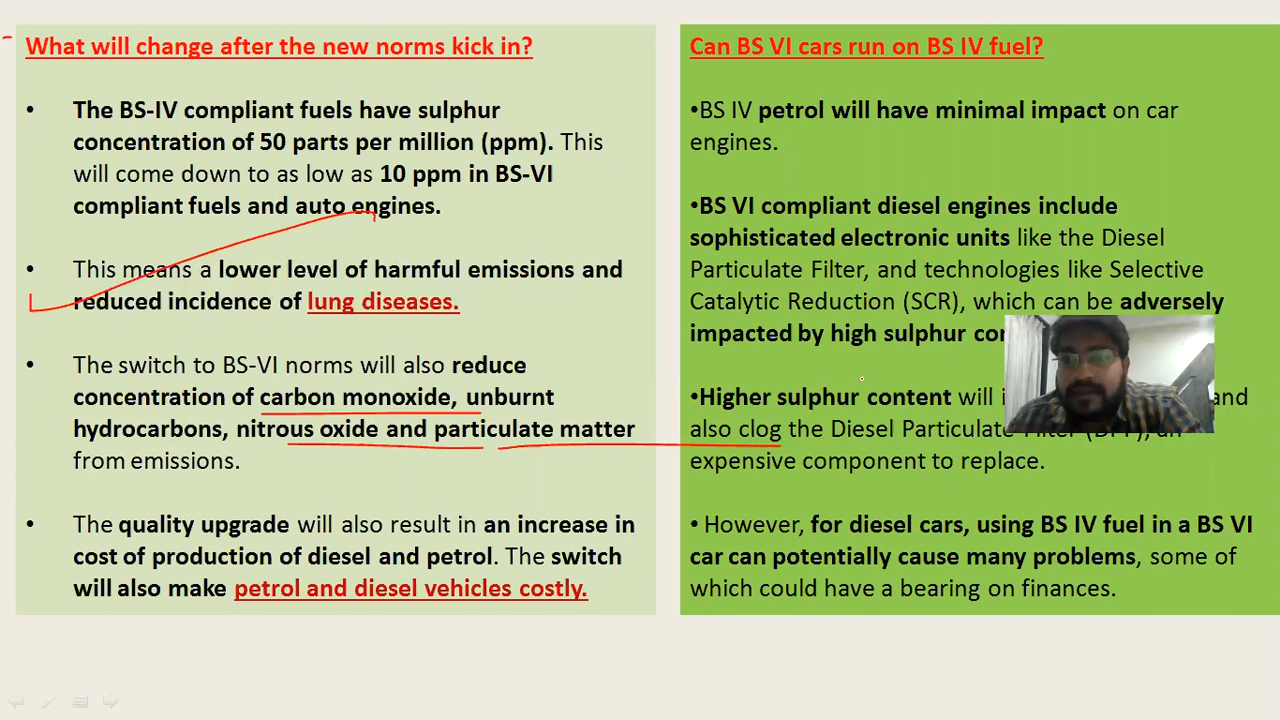 What will change after the new norms kick in?
• The BS-IV compliant fuels have sulphur
concentration of 50 parts per million (ppm). This
will come down to as low as 10 ppm in BS-VI
compliant fuels and auto engines.
• This means a lower level of harmful emissions and
reduced incidence of lung diseases.
• The switch to BS-VI norms will also reduce
concentration of carbon monoxide, unburnt
hydrocarbons, nitrous oxide and particulate matter
from emissions.
• The quality upgrade will also result in an increase in
cost of production of diesel and petrol. The switch
will also make petrol and diesel vehicles costly.
Can BS VI cars run on BS IV fuel?
•BS IV petrol will have minimal impact on car
engines.
•BS VI compliant diesel engines include
sophisticated electronic units like the Diesel
Particulate Filter, and technologies like Selective
Catalytic Reduction (SCR), which can be adversely
impacted by high sulphur
•Higher sulphur content will and
also clog the Diesel Particulate
expensive component to replace.
• However, for diesel cars, using BS IV fuel in a BS VI
car can potentially cause many problems, some of
which could have a bearing on finances.